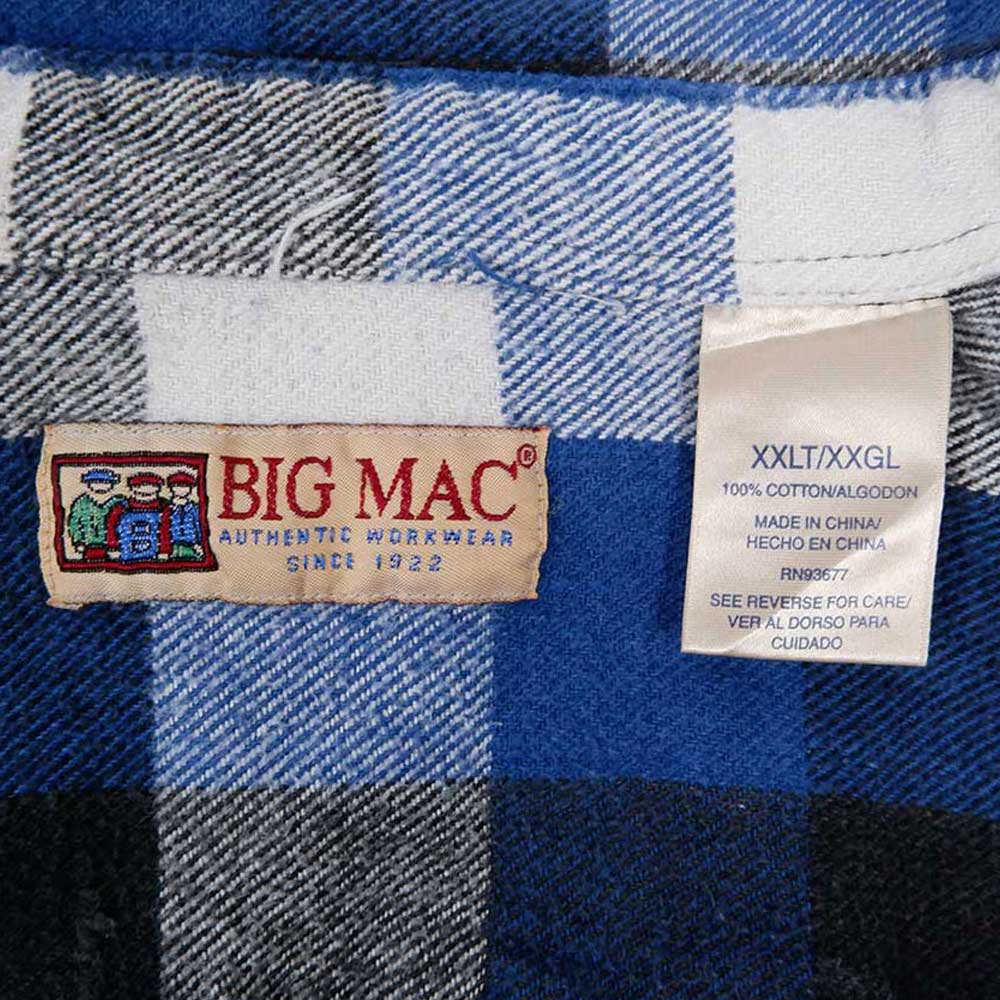 BIG MAC®
AUTHENTIC WORKWEAR
SINCE 1922
XXLT/XXGL
100% COTTON/ALGODON
MADE IN CHINA/
HECHO EN CHINA
RN93677
SEE REVERSE FOR CARE/
VER AL DORSO PARA
CUIDADO